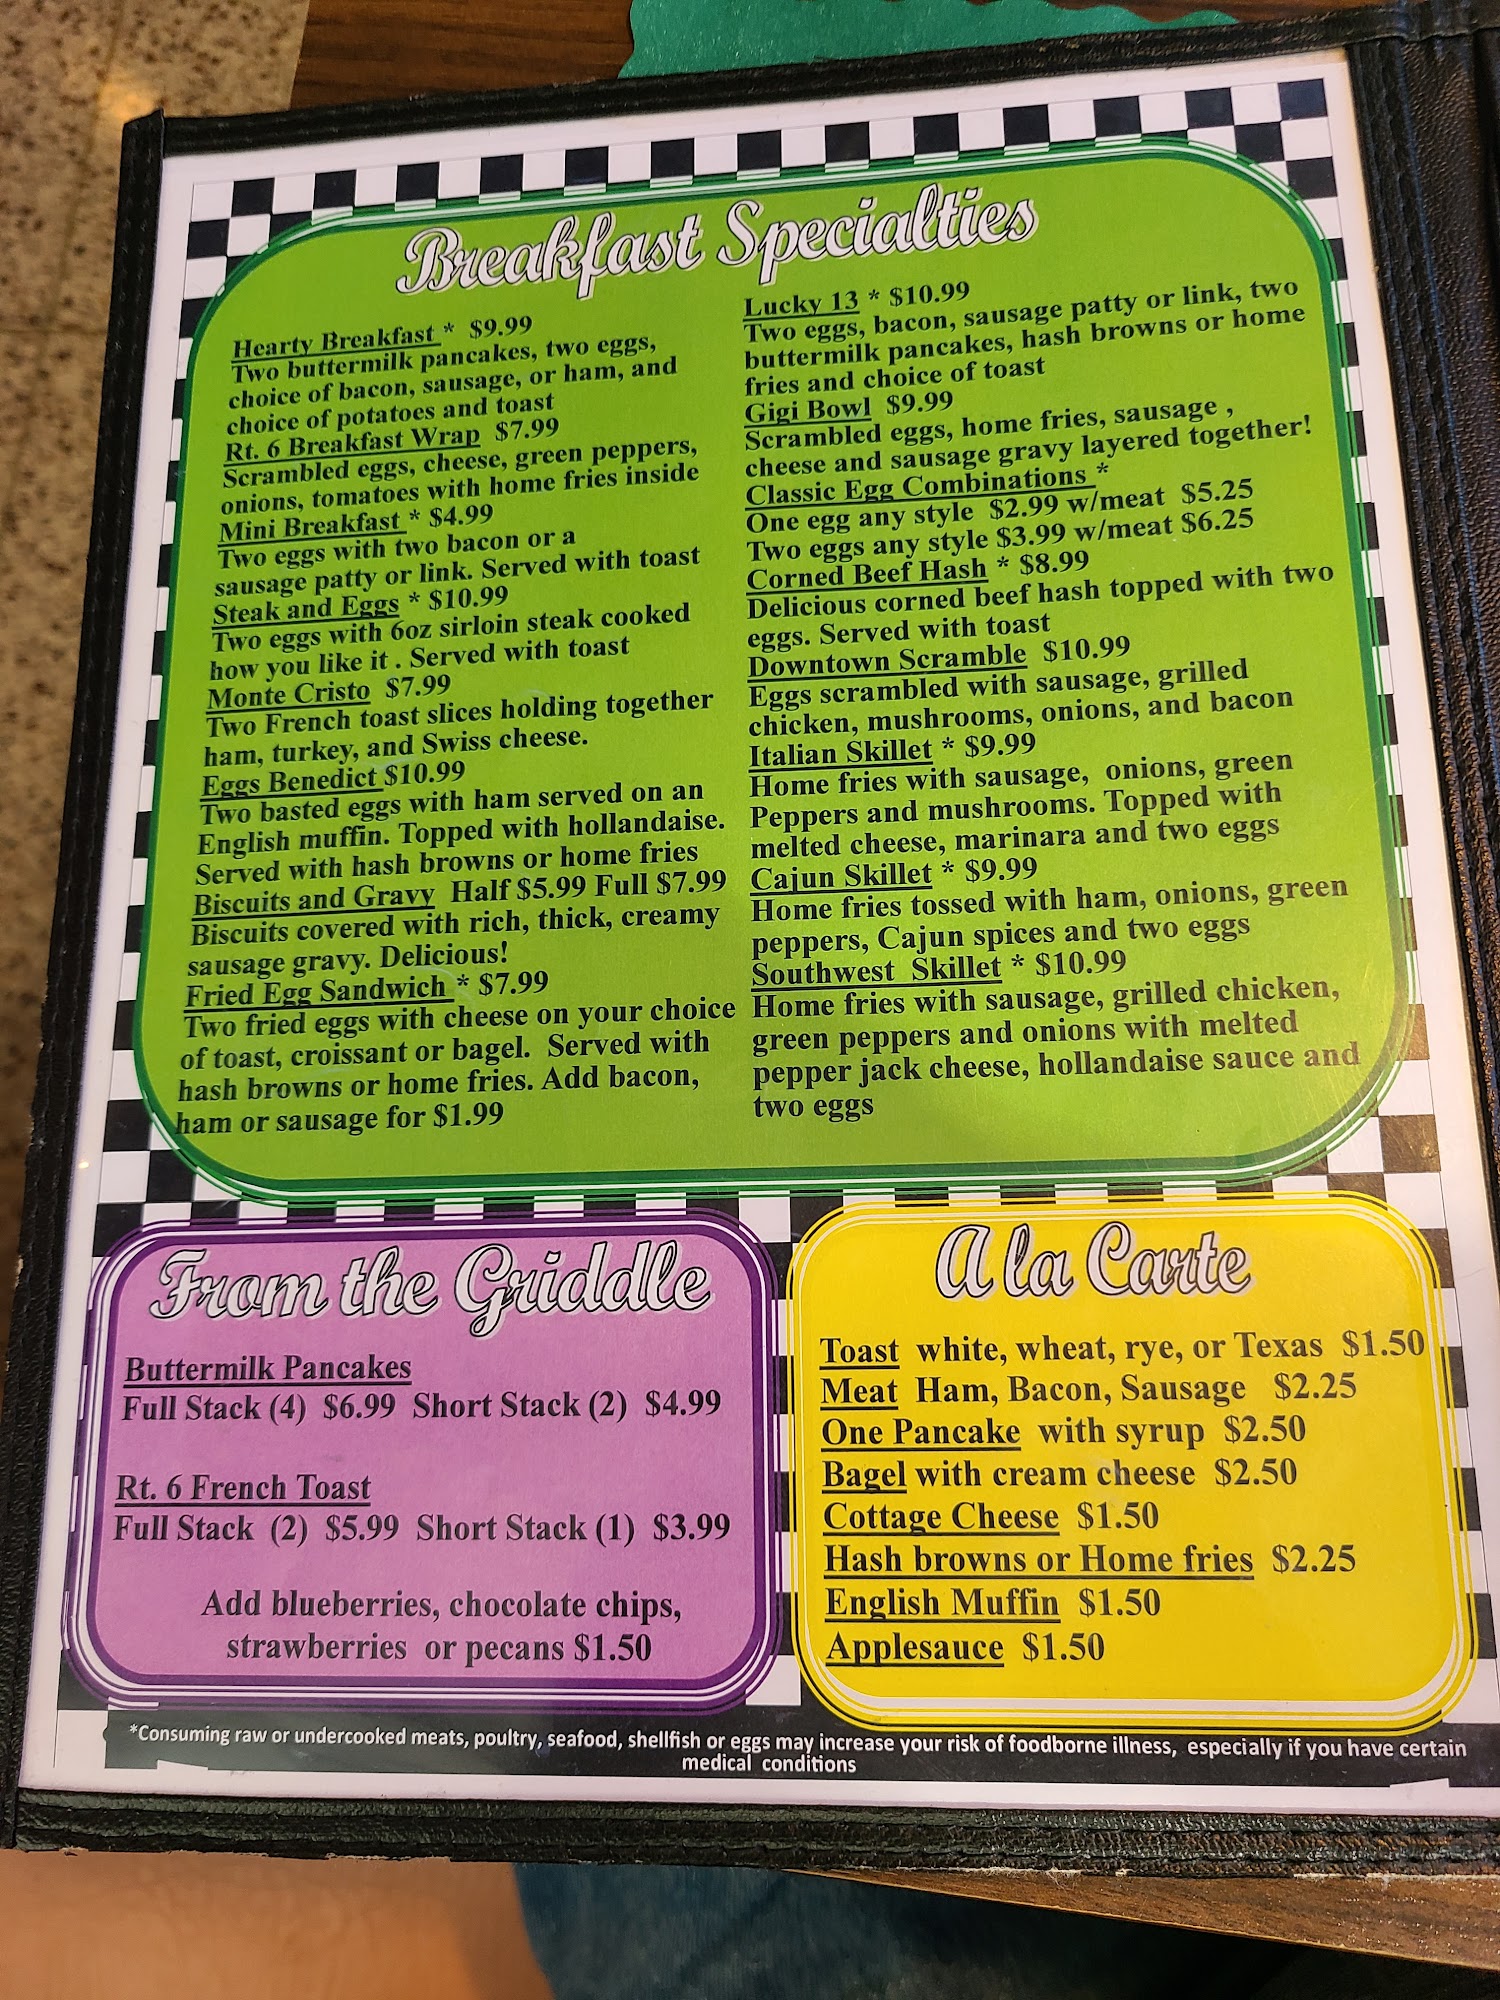 Breakfast Specialties
Hearty Breakfast * $9.99
Two buttermilk pancakes, two eggs,
choice of bacon, sausage, or ham, and
choice of potatoes and toast
Rt. 6 Breakfast Wrap $7.99
Scrambled eggs, cheese, green peppers,
onions, tomatoes with home fries inside
Mini Breakfast * $4.99
Two eggs with two bacon or a
sausage patty or link. Served with toast
Steak and Eggs * $10.99
Two eggs with 6oz sirloin steak cooked
how you like it . Served with toast
Monte Cristo $7.99
Two French toast slices holding together
ham, turkey, and Swiss cheese.
Eggs Benedict $10.99
Two basted eggs with ham served on an
English muffin. Topped with hollandaise.
Served with hash browns or home fries
Biscuits and Gravy Half $5.99 Full $7.99
Biscuits covered with rich, thick, creamy
sausage gravy. Delicious!
Fried Egg Sandwich * $7.99
Two fried eggs with cheese on your choice
of toast, croissant or bagel. Served with
hash browns or home fries. Add bacon,
ham or sausage for $1.99
Lucky 13 * $10.99
Two eggs, bacon, sausage patty or link, two
buttermilk pancakes, hash browns or home
fries and choice of toast
Gigi Bowl $9.99
Scrambled eggs, home fries, sausage ,
cheese and sausage gravy layered together!
Classic Egg Combinations *
One egg any style $2.99 w/meat $5.25
Two eggs any style $3.99 w/meat $6.25
Corned Beef Hash * $8.99
Delicious corned beef hash topped with two
eggs. Served with toast
Downtown Scramble $10.99
Eggs scrambled with sausage, grilled
chicken, mushrooms, onions, and bacon
Italian Skillet * $9.99
Home fries with sausage, onions, green
Peppers and mushrooms. Topped with
melted cheese, marinara and two eggs
Cajun Skillet * $9.99
Home fries tossed with ham, onions, green
peppers, Cajun spices and two eggs
Southwest Skillet * $10.99
Home fries with sausage, grilled chicken,
green peppers and onions with melted
pepper jack cheese, hollandaise sauce and
two eggs
From the Griddle
Buttermilk Pancakes
Full Stack (4) $6.99 Short Stack (2) $4.99
Rt. 6 French Toast
Full Stack (2) $5.99 Short Stack (1) $3.99
Add blueberries, chocolate chips,
strawberries or pecans $1.50
A la Carte
Toast white, wheat, rye, or Texas $1.50
Meat Ham, Bacon, Sausage $2.25
One Pancake with syrup $2.50
Bagel with cream cheese $2.50
Cottage Cheese $1.50
Hash browns or Home fries $2.25
English Muffin $1.50
Applesauce $1.50
*Consuming raw or undercooked meats, poultry, seafood, shellfish or eggs may increase your risk of foodborne illness, especially if you have certain
medical conditions